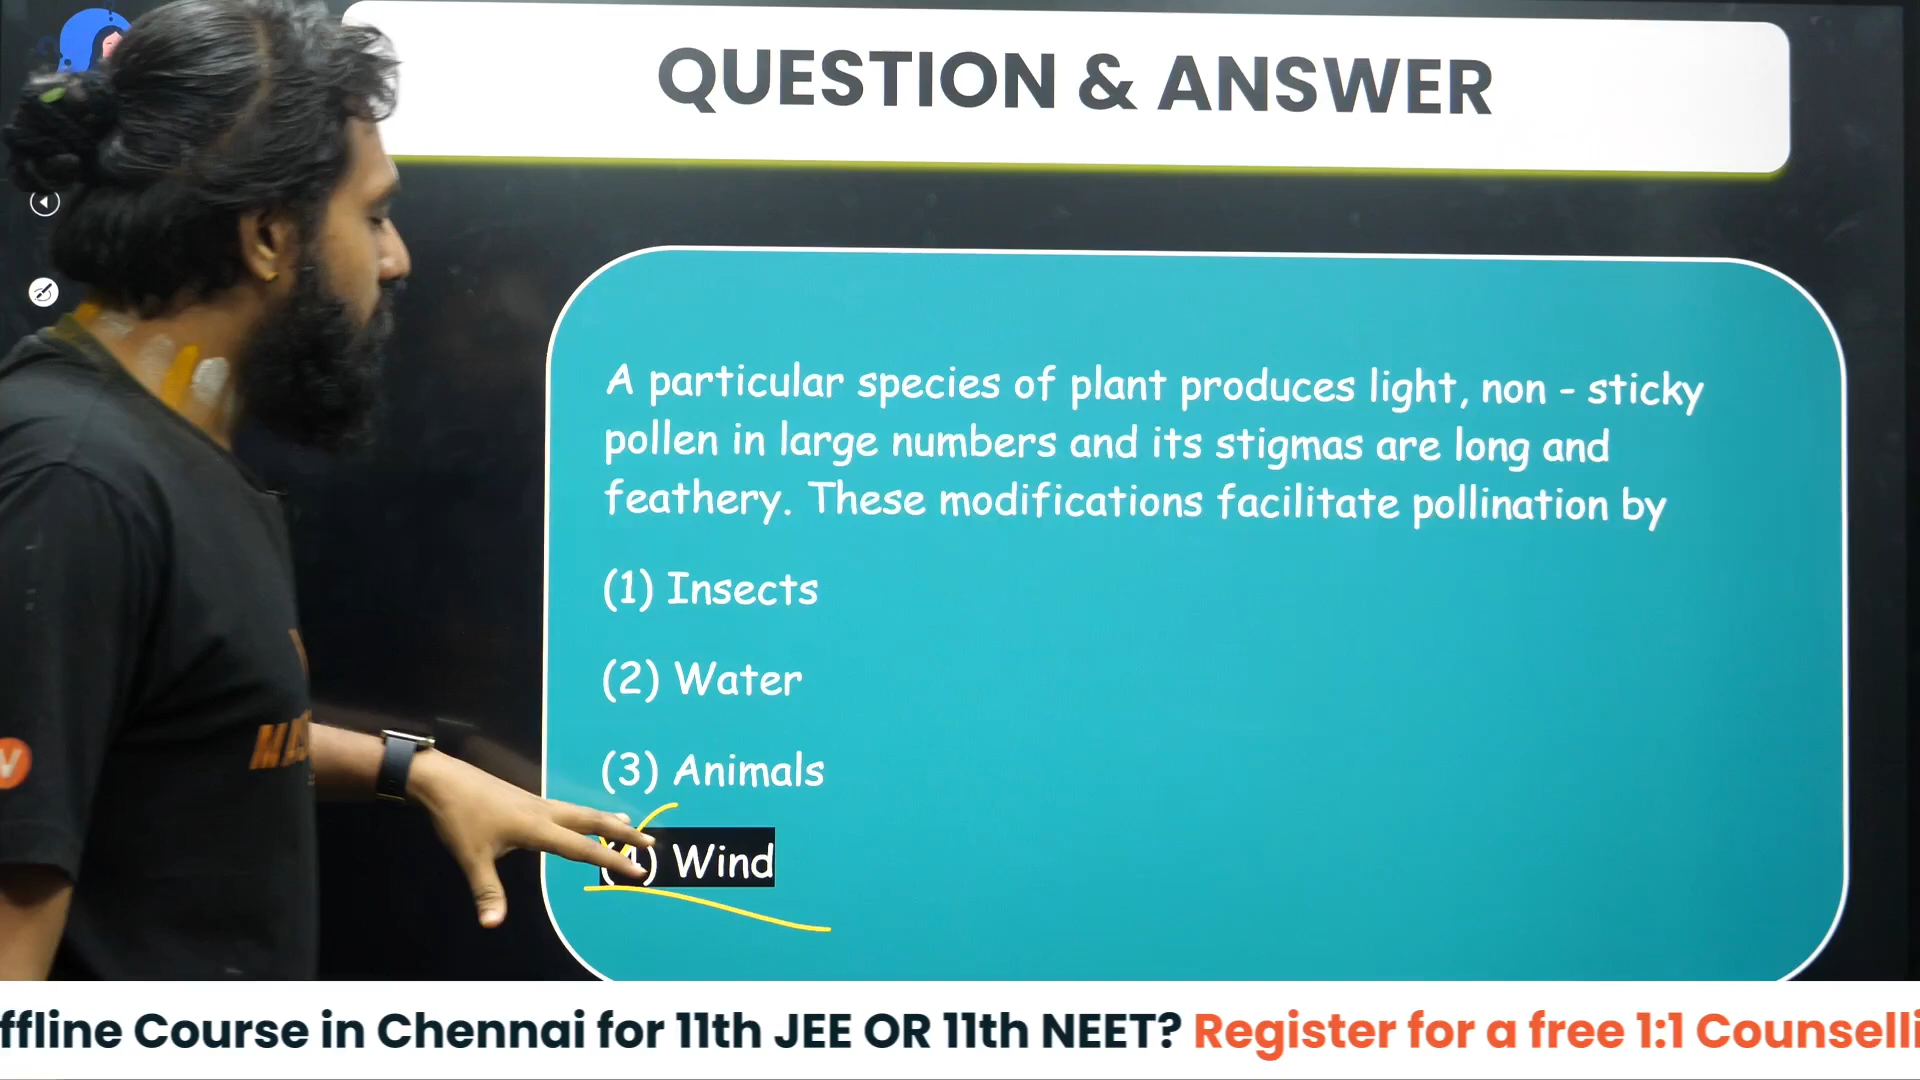 QUESTION & ANSWER
A particular species of plant produces light, non - sticky
pollen in large numbers and its stigmas are long and
feathery. These modifications facilitate pollination by
(1) Insects
(2) Water
(3) Animals
(4) Wind
V
Course in Chennai for 11th JEE OR 11th NEET? Register for a free 1:1